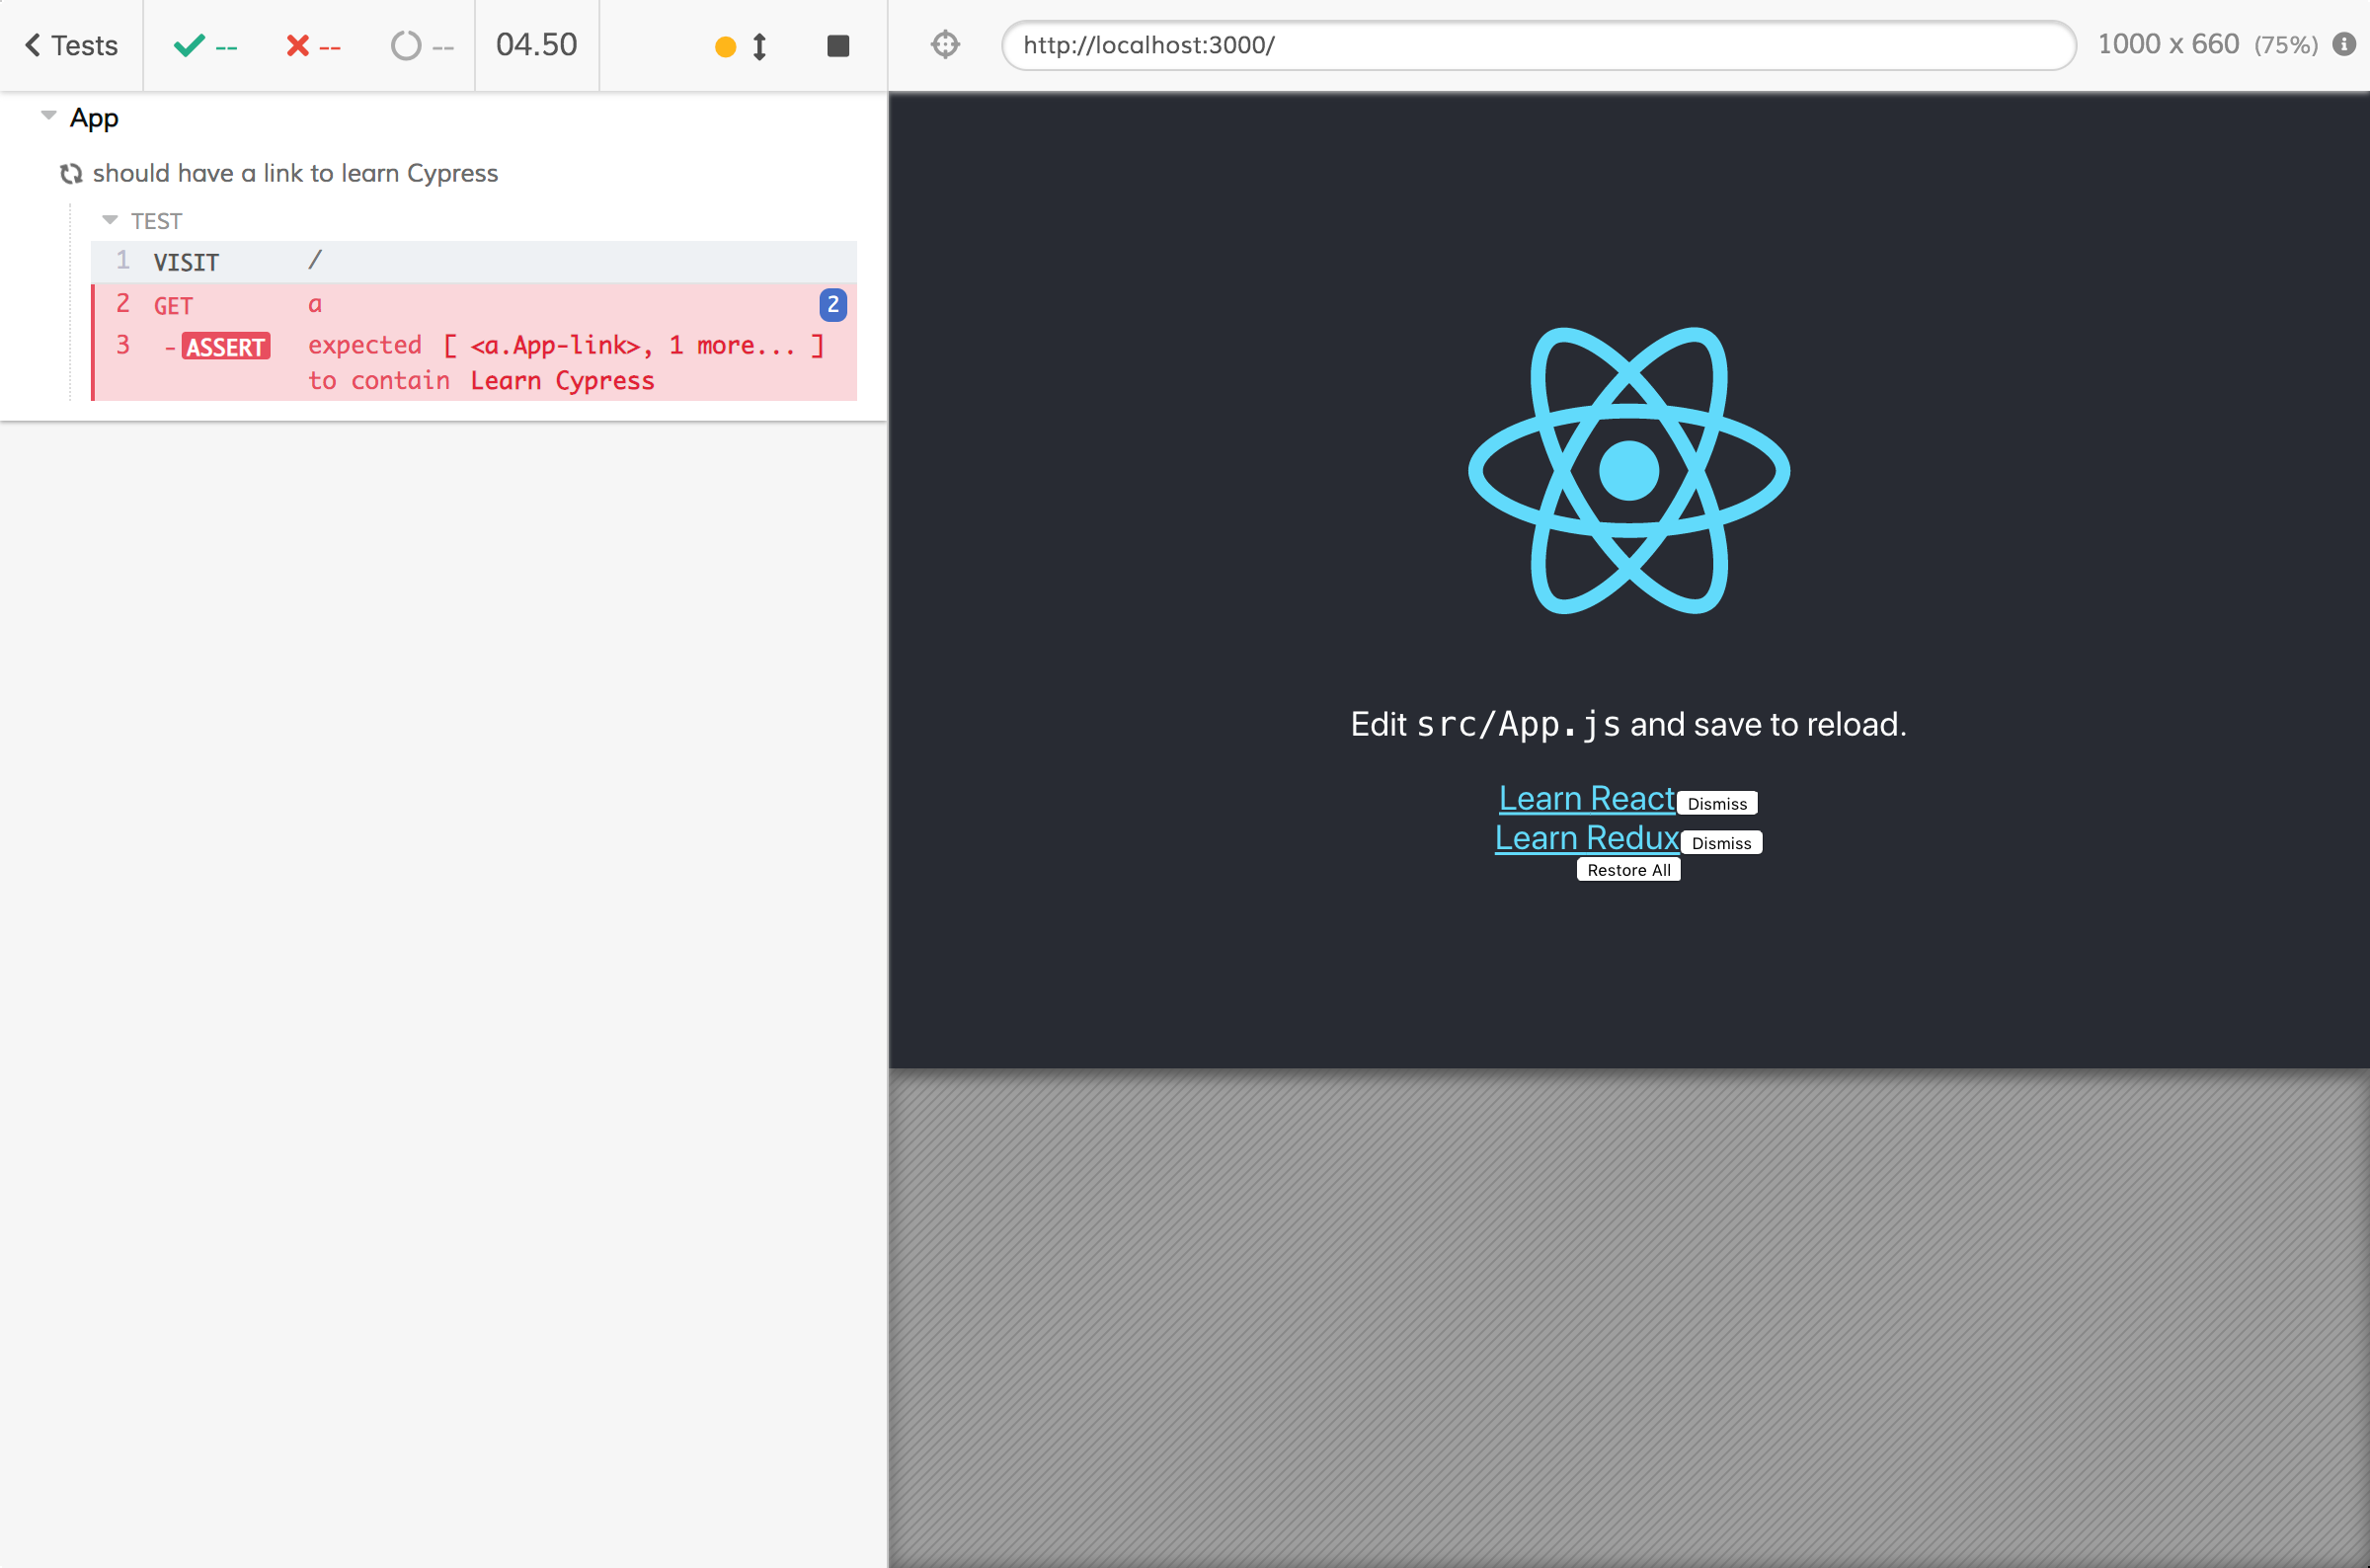 Tests -- -- -- 04.50
http://localhost:3000/ 1000 x 660 (75%)
App
should have a link to learn Cypress
TEST
1 VISIT /
2 GET a 2
3 -ASSERT expected [ <a.App-link>, 1 more... ]
to contain Learn Cypress
Edit src/App.js and save to reload.
Learn React Dismiss
Learn Redux Dismiss
Restore All